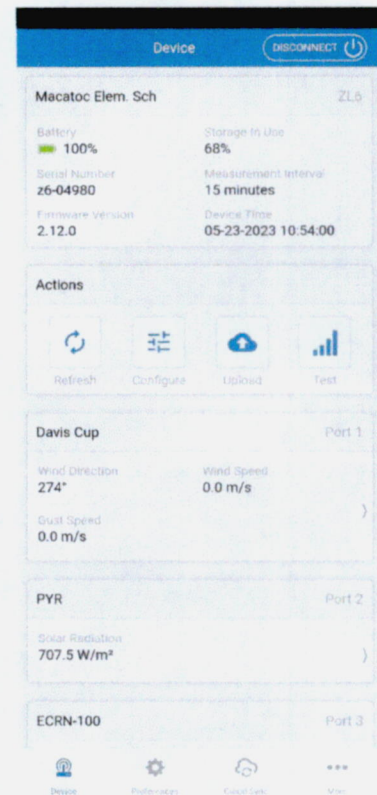 Device
DISCONNECT
Macatoc Elem. Sch ZL6
Battery Storage In Use
100% 68%
Serial Number Measurement Interval
z6-04980 15 minutes
Firmware Version Device Time
2.12.0 05-23-2023 10:54:00
Actions
Refresh Configure Upload Test
Davis Cup Port 1
Wind Direction Wind Speed
274° 0.0 m/s
Gust Speed
0.0 m/s
PYR Port 2
Solar Radiation
707.5 W/m²
ECRN-100 Port 3
Device Preferences